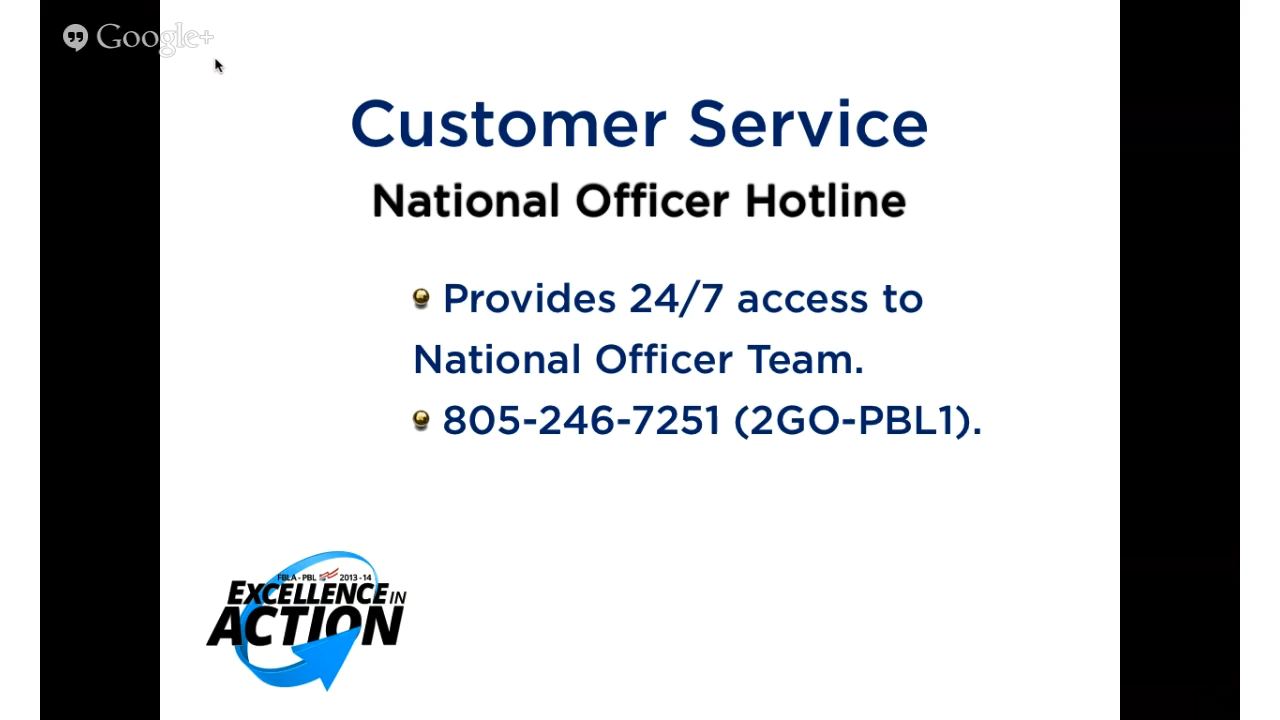 Google+
Customer Service
National Officer Hotline
Provides 24/7 access to
National Officer Team.
805-246-7251 (2GO-PBL1).
FBLA-PBL 2013-14
EXCELLENCE IN
ACTION